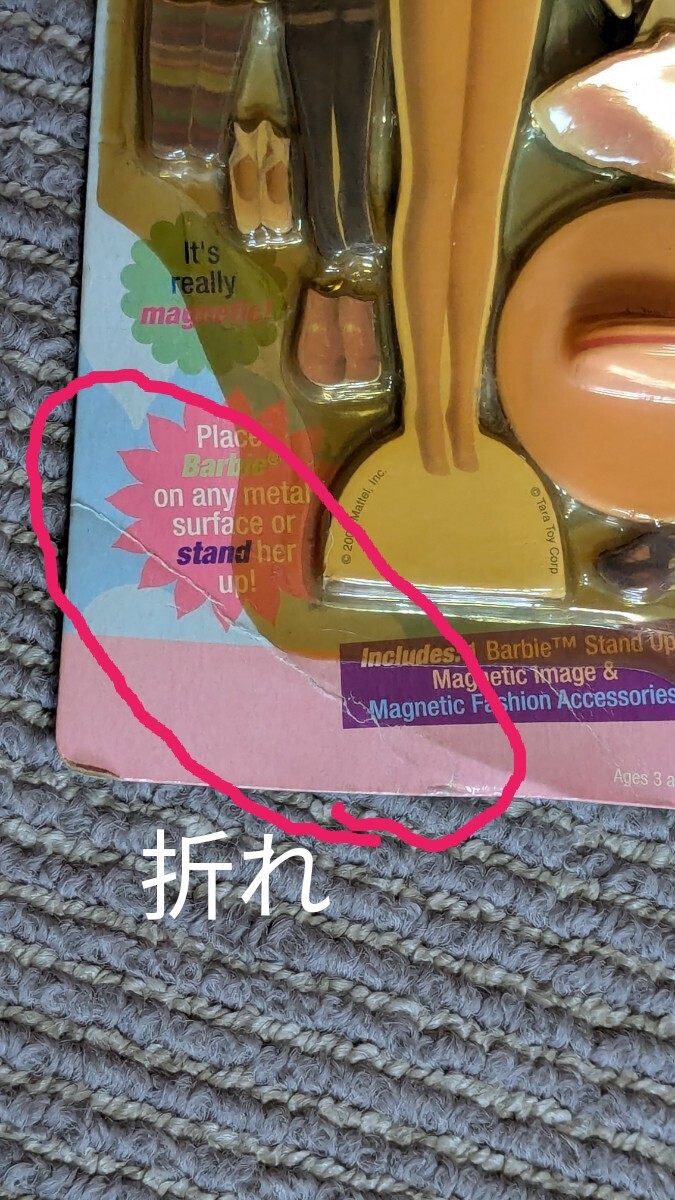 It's
really
magnetic!
Place
Barbie®
on any metal
surface or
stand her
up!
Mattel, Inc.
© Tara Toy Corp
Includes: 1 Barbie™ Stand Up
Magnetic Image &
Magnetic Fashion Accessories
Ages 3 a
折れ